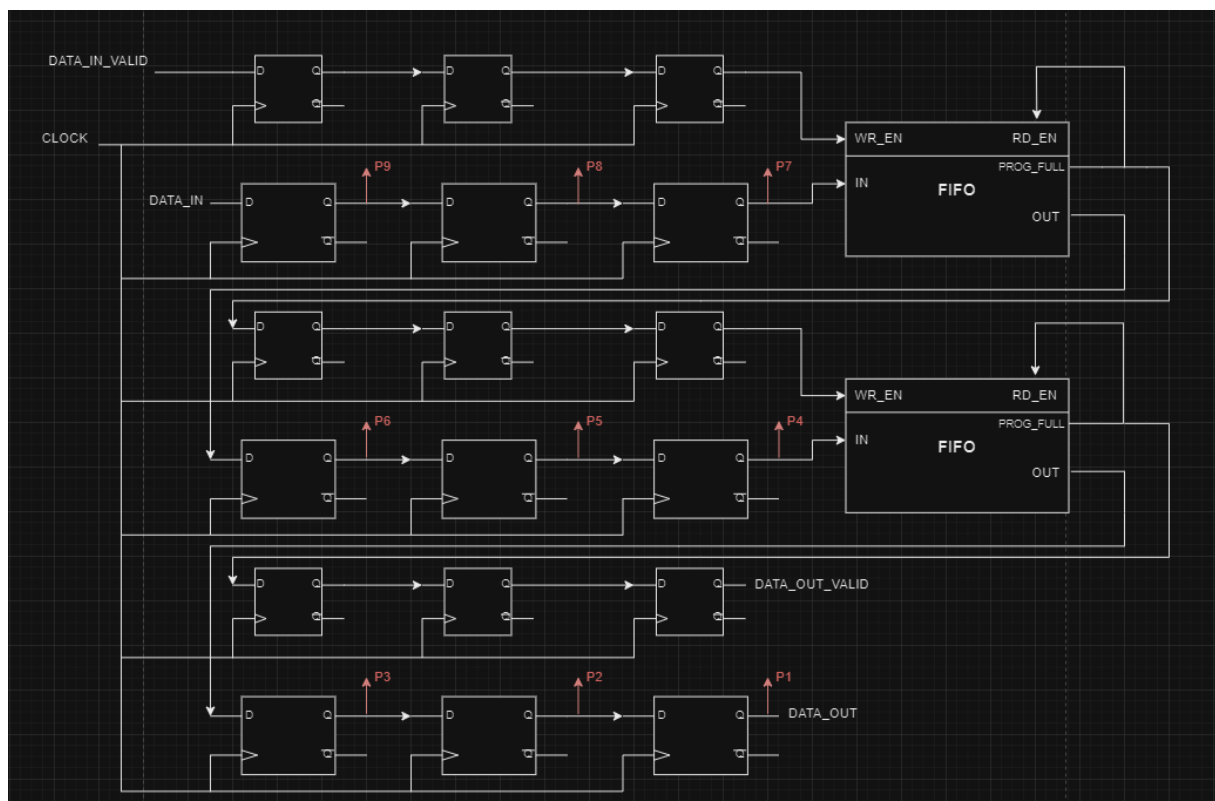 DATA_IN_VALID
D Q D Q D Q
Q Q Q
CLOCK
WR_EN RD_EN
P9 P8 P7
PROG_FULL
DATA_IN D Q D Q D Q
IN FIFO
OUT
Q Q Q
D Q D Q D Q
Q Q Q
WR_EN RD_EN
P6 P5 P4
PROG_FULL
IN FIFO
D Q D Q D Q
OUT
Q Q Q
D Q D Q D Q DATA_OUT_VALID
Q Q Q
P3 P2 P1
D Q D Q D Q DATA_OUT
Q Q Q